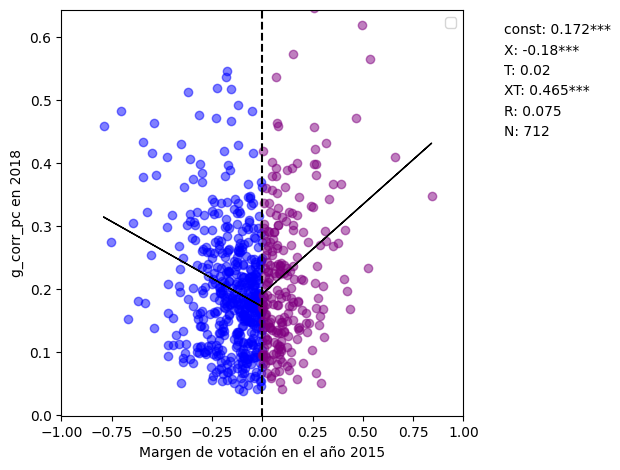 const: 0.172***
X: -0.18***
T: 0.02
XT: 0.465***
R: 0.075
N: 712
g_corr_pc en 2018
0.6
0.5
0.4
0.3
0.2
0.1
0.0
−1.00 −0.75 −0.50 −0.25 0.00 0.25 0.50 0.75 1.00
Margen de votación en el año 2015